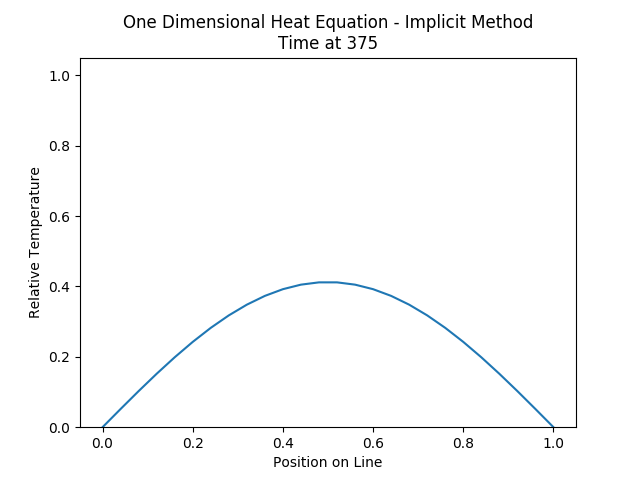 One Dimensional Heat Equation - Implicit Method
Time at 375
1.0
0.8
0.6
0.4
0.2
0.0
Relative Temperature
0.0 0.2 0.4 0.6 0.8 1.0
Position on Line